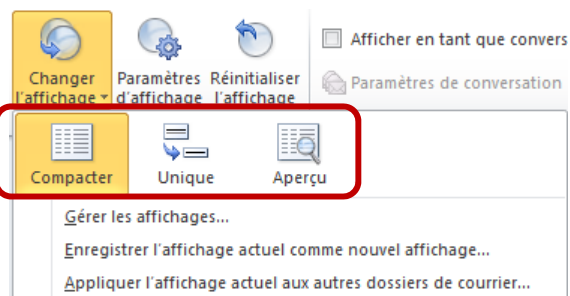 Changer l'affichage
Paramètres d'affichage
Réinitialiser l'affichage
Afficher en tant que convers
Paramètres de conversation
Compacter
Unique
Aperçu
Gérer les affichages...
Enregistrer l'affichage actuel comme nouvel affichage...
Appliquer l'affichage actuel aux autres dossiers de courrier...